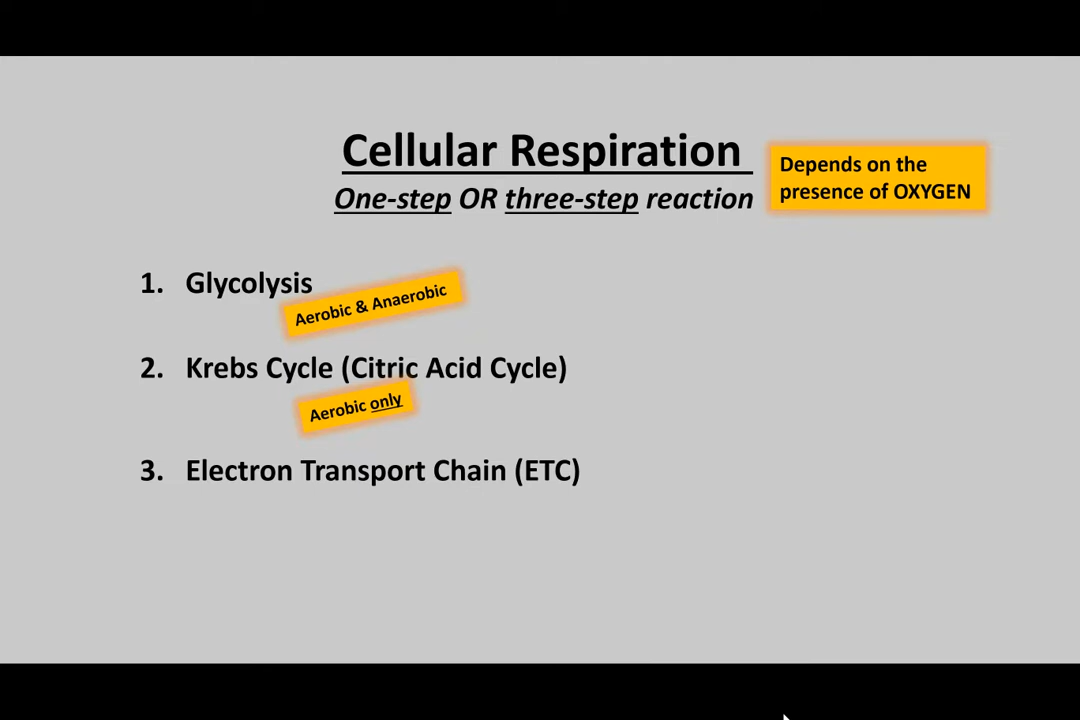 Cellular Respiration
One-step OR three-step reaction
Depends on the
presence of OXYGEN
1. Glycolysis
Aerobic & Anaerobic
2. Krebs Cycle (Citric Acid Cycle)
Aerobic only
3. Electron Transport Chain (ETC)